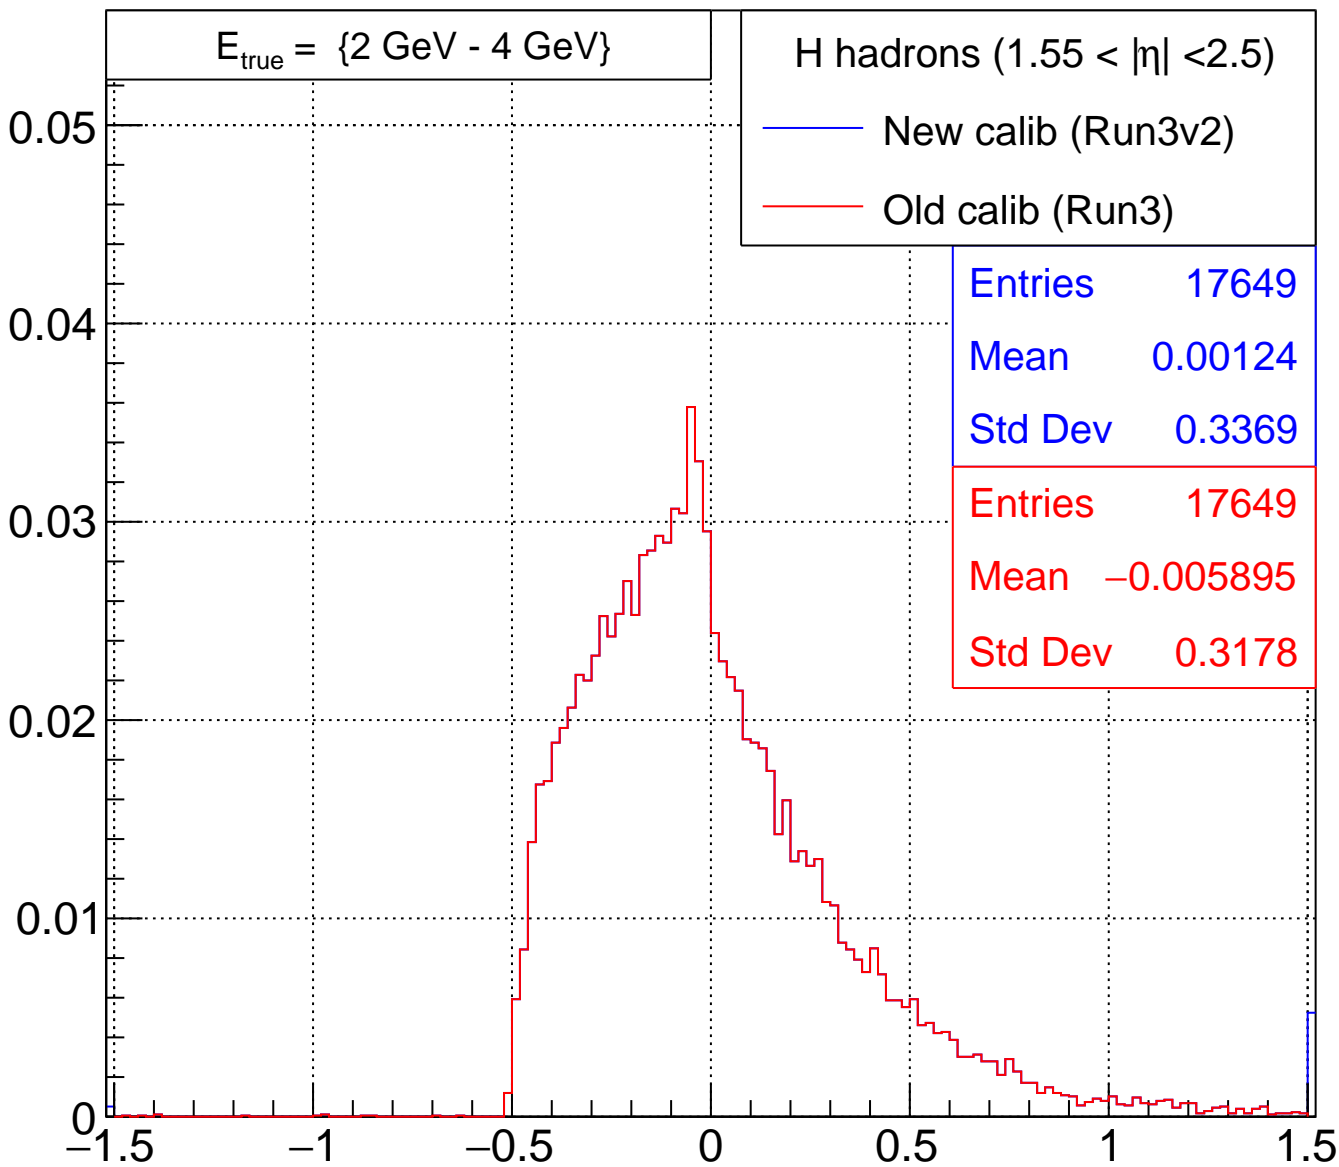 E_true = {2 GeV - 4 GeV}
H hadrons (1.55 < |η| <2.5)
New calib (Run3v2)
Old calib (Run3)
Entries 17649
Mean 0.00124
Std Dev 0.3369
Entries 17649
Mean −0.005895
Std Dev 0.3178
0.05
0.04
0.03
0.02
0.01
0
−1.5 −1 −0.5 0 0.5 1 1.5